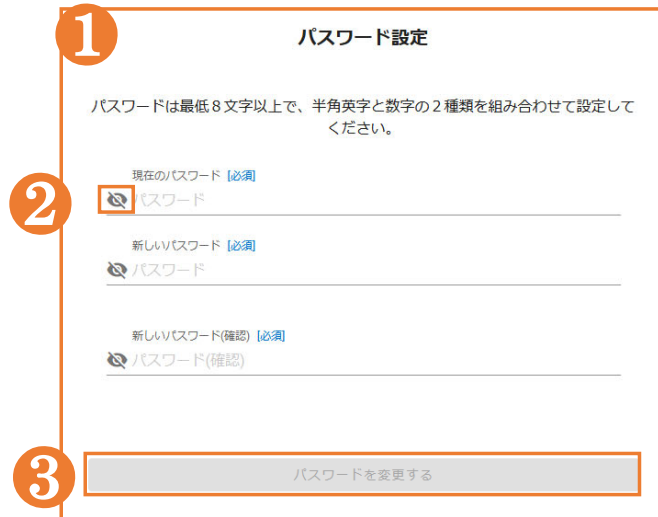 1
パスワード設定
パスワードは最低8文字以上で、半角英字と数字の2種類を組み合わせて設定して
ください。
現在のパスワード [必須]
2
パスワード
新しいパスワード [必須]
パスワード
新しいパスワード(確認) [必須]
パスワード(確認)
3
パスワードを変更する